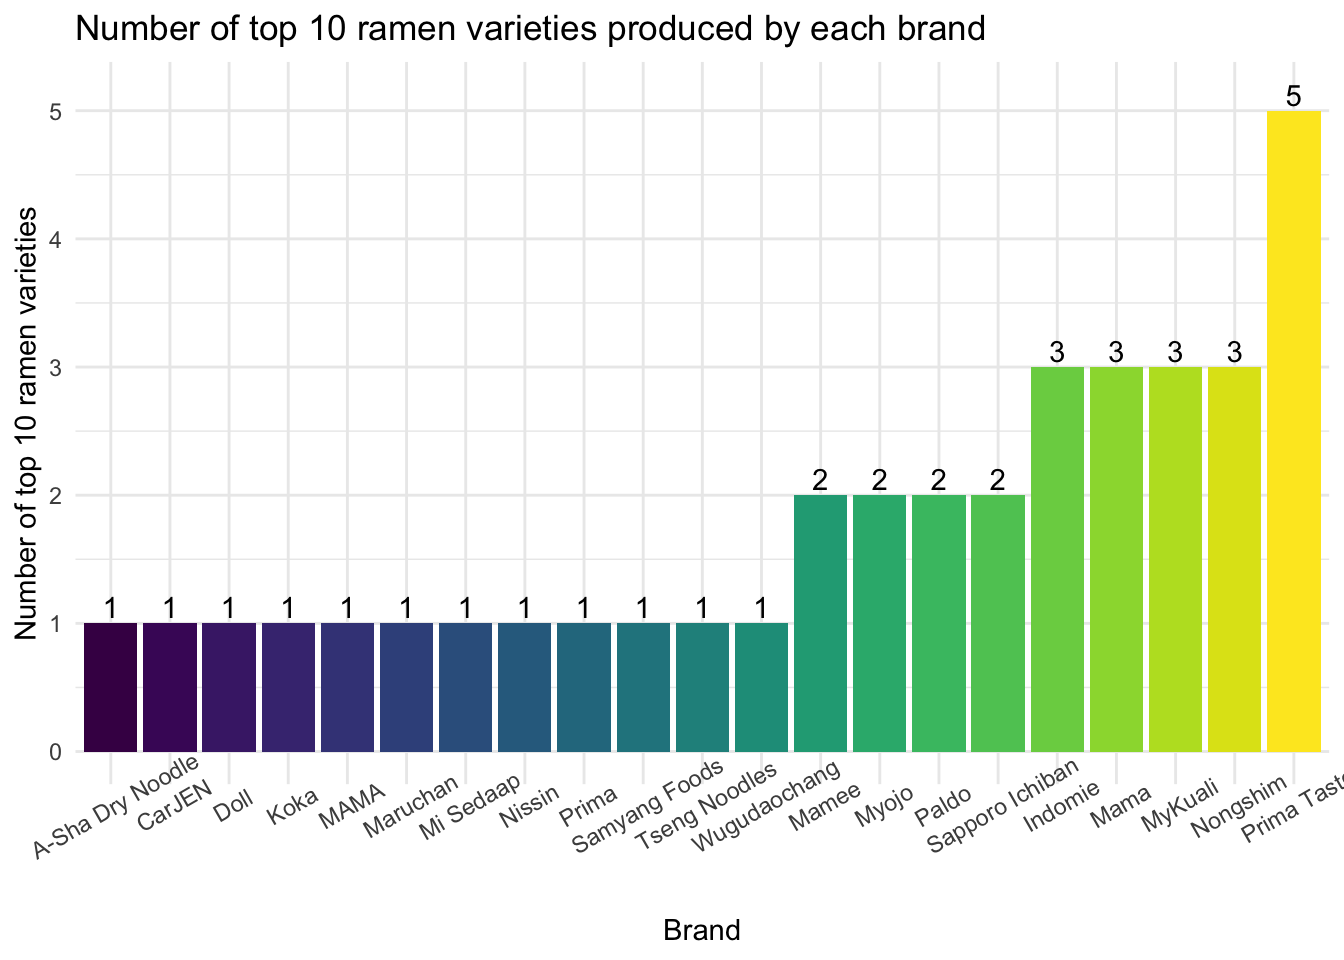 Number of top 10 ramen varieties produced by each brand
Number of top 10 ramen varieties
5
4
3
2
1
0
1
1
1
1
1
1
1
1
1
1
1
1
2
2
2
2
3
3
3
3
5
A-Sha Dry Noodle
CarJEN
Doll
Koka
MAMA
Maruchan
Mi Sedaap
Nissin
Prima
Samyang Foods
Tseng Noodles
Wugudaochang
Mamee
Myojo
Paldo
Sapporo Ichiban
Indomie
Mama
MyKuali
Nongshim
Prima Taste
Brand